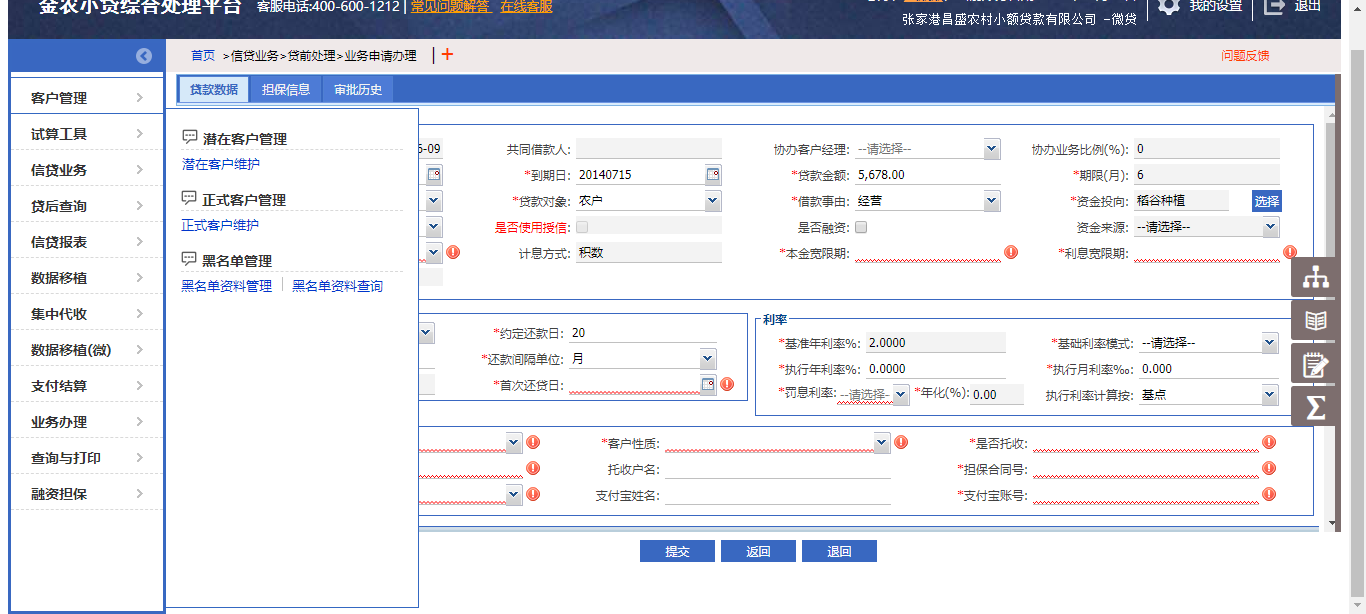 金农小贷综合处理平台 客服电话:400-600-1212 | 常见问题解答 在线客服
张家港昌盛农村小额贷款有限公司 -微贷
我的设置
退出
首页 >信贷业务>贷前处理>业务申请办理
问题反馈
贷款数据 担保信息 审批历史
客户管理
试算工具
信贷业务
贷后查询
信贷报表
数据移植
集中代收
数据移植(微)
支付结算
业务办理
查询与打印
融资担保
潜在客户管理
潜在客户维护
正式客户管理
正式客户维护
黑名单管理
黑名单资料管理 黑名单资料查询
6-09 共同借款人: 协办客户经理: --请选择-- 协办业务比例(%): 0
*到期日: 20140715 *贷款金额: 5,678.00 *期限(月): 6
*贷款对象: 农户 *借款事由: 经营 *资金投向: 稻谷种植 选择
是否使用授信: 是否融资: 资金来源: --请选择--
计息方式: 积数 *本金宽限期: *利息宽限期:
*约定还款日: 20
*还款间隔单位: 月
*首次还贷日:
利率
*基准年利率%: 2.0000 *基础利率模式: --请选择--
*执行年利率%: 0.0000 *执行月利率‰: 0.000
*罚息利率: --请选择- *年化(%): 0.00 执行利率计算按: 基点
*客户性质: *是否托收:
托收户名: *担保合同号:
支付宝姓名: *支付宝账号:
提交 返回 退回